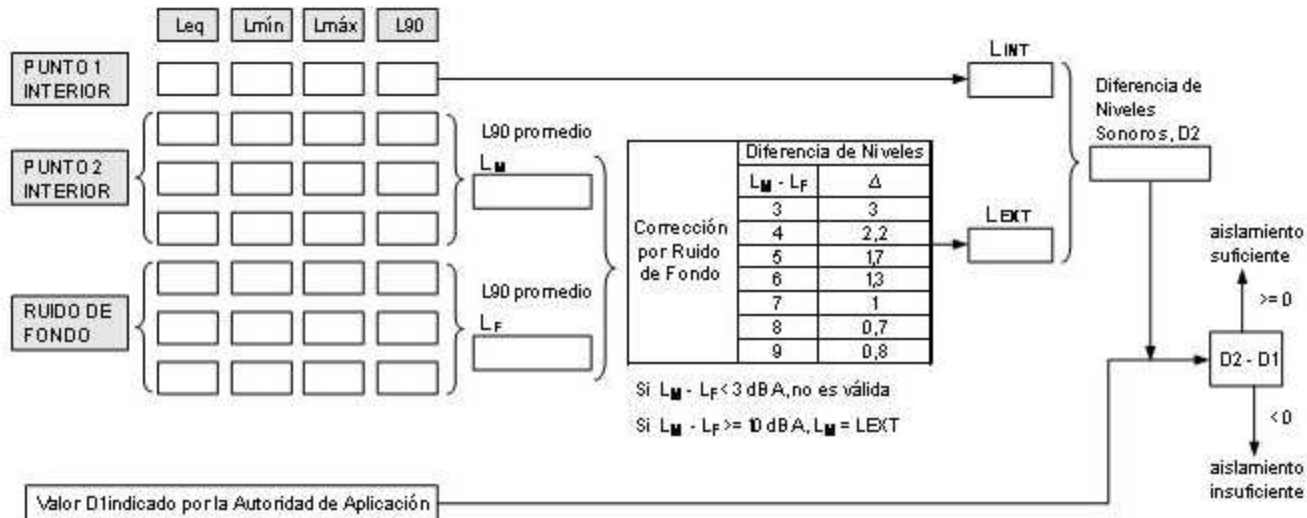 Leq Lmín Lmáx L90
PUNTO 1
INTERIOR
PUNTO 2
INTERIOR
RUIDO DE
FONDO
L90 promedio
LM
L90 promedio
LF
Corrección
por Ruido
de Fondo
Diferencia de Niveles
LM - LF Δ
3 3
4 2,2
5 1,7
6 1,3
7 1
8 0,7
9 0,8
Si LM - LF < 3 dBA, no es válida
Si LM - LF >= 10 dBA, LM = LEXT
LINT
LEXT
Diferencia de
Niveles
Sonoros, D2
aislamiento
suficiente
>= 0
D2 - D1
< 0
aislamiento
insuficiente
Valor D1 indicado por la Autoridad de Aplicación